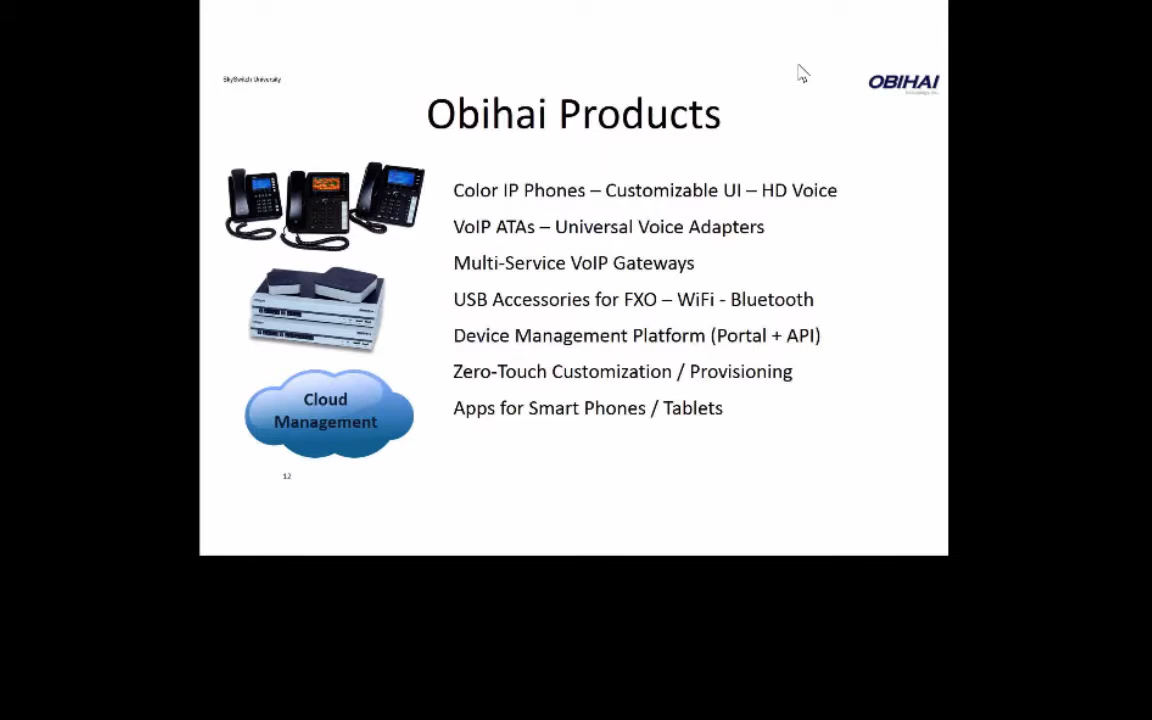 SkySwitch University
OBIHAI
Obihai Products
Color IP Phones – Customizable UI – HD Voice
VoIP ATAs – Universal Voice Adapters
Multi-Service VoIP Gateways
USB Accessories for FXO – WiFi - Bluetooth
Device Management Platform (Portal + API)
Zero-Touch Customization / Provisioning
Apps for Smart Phones / Tablets
Cloud
Management
12